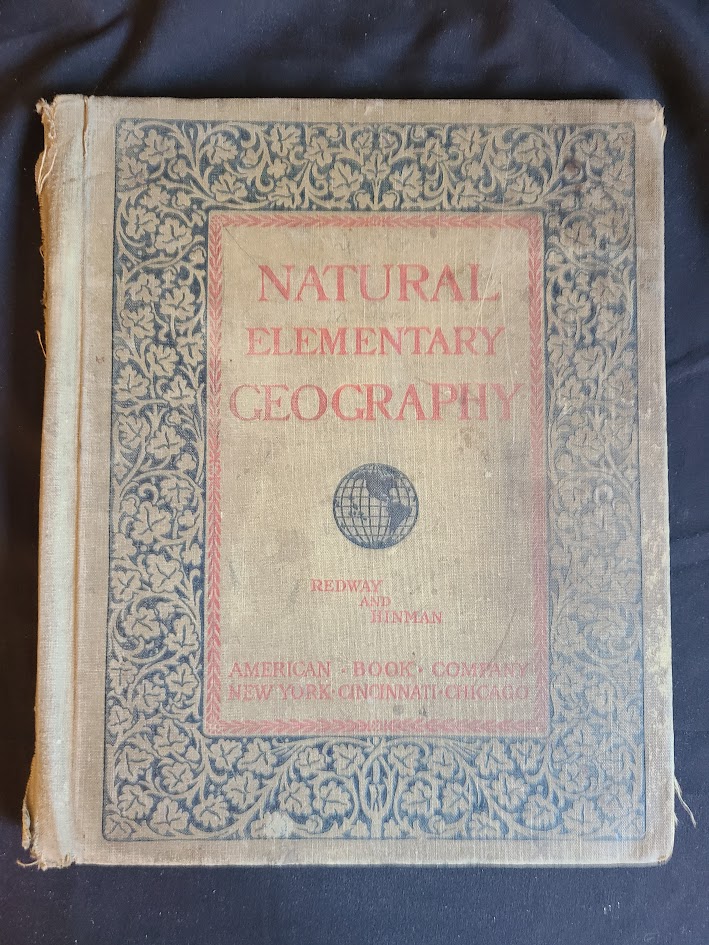 NATURAL
ELEMENTARY
GEOGRAPHY
REDWAY
AND
HINMAN
AMERICAN · BOOK · COMPANY
NEW YORK · CINCINNATI · CHICAGO